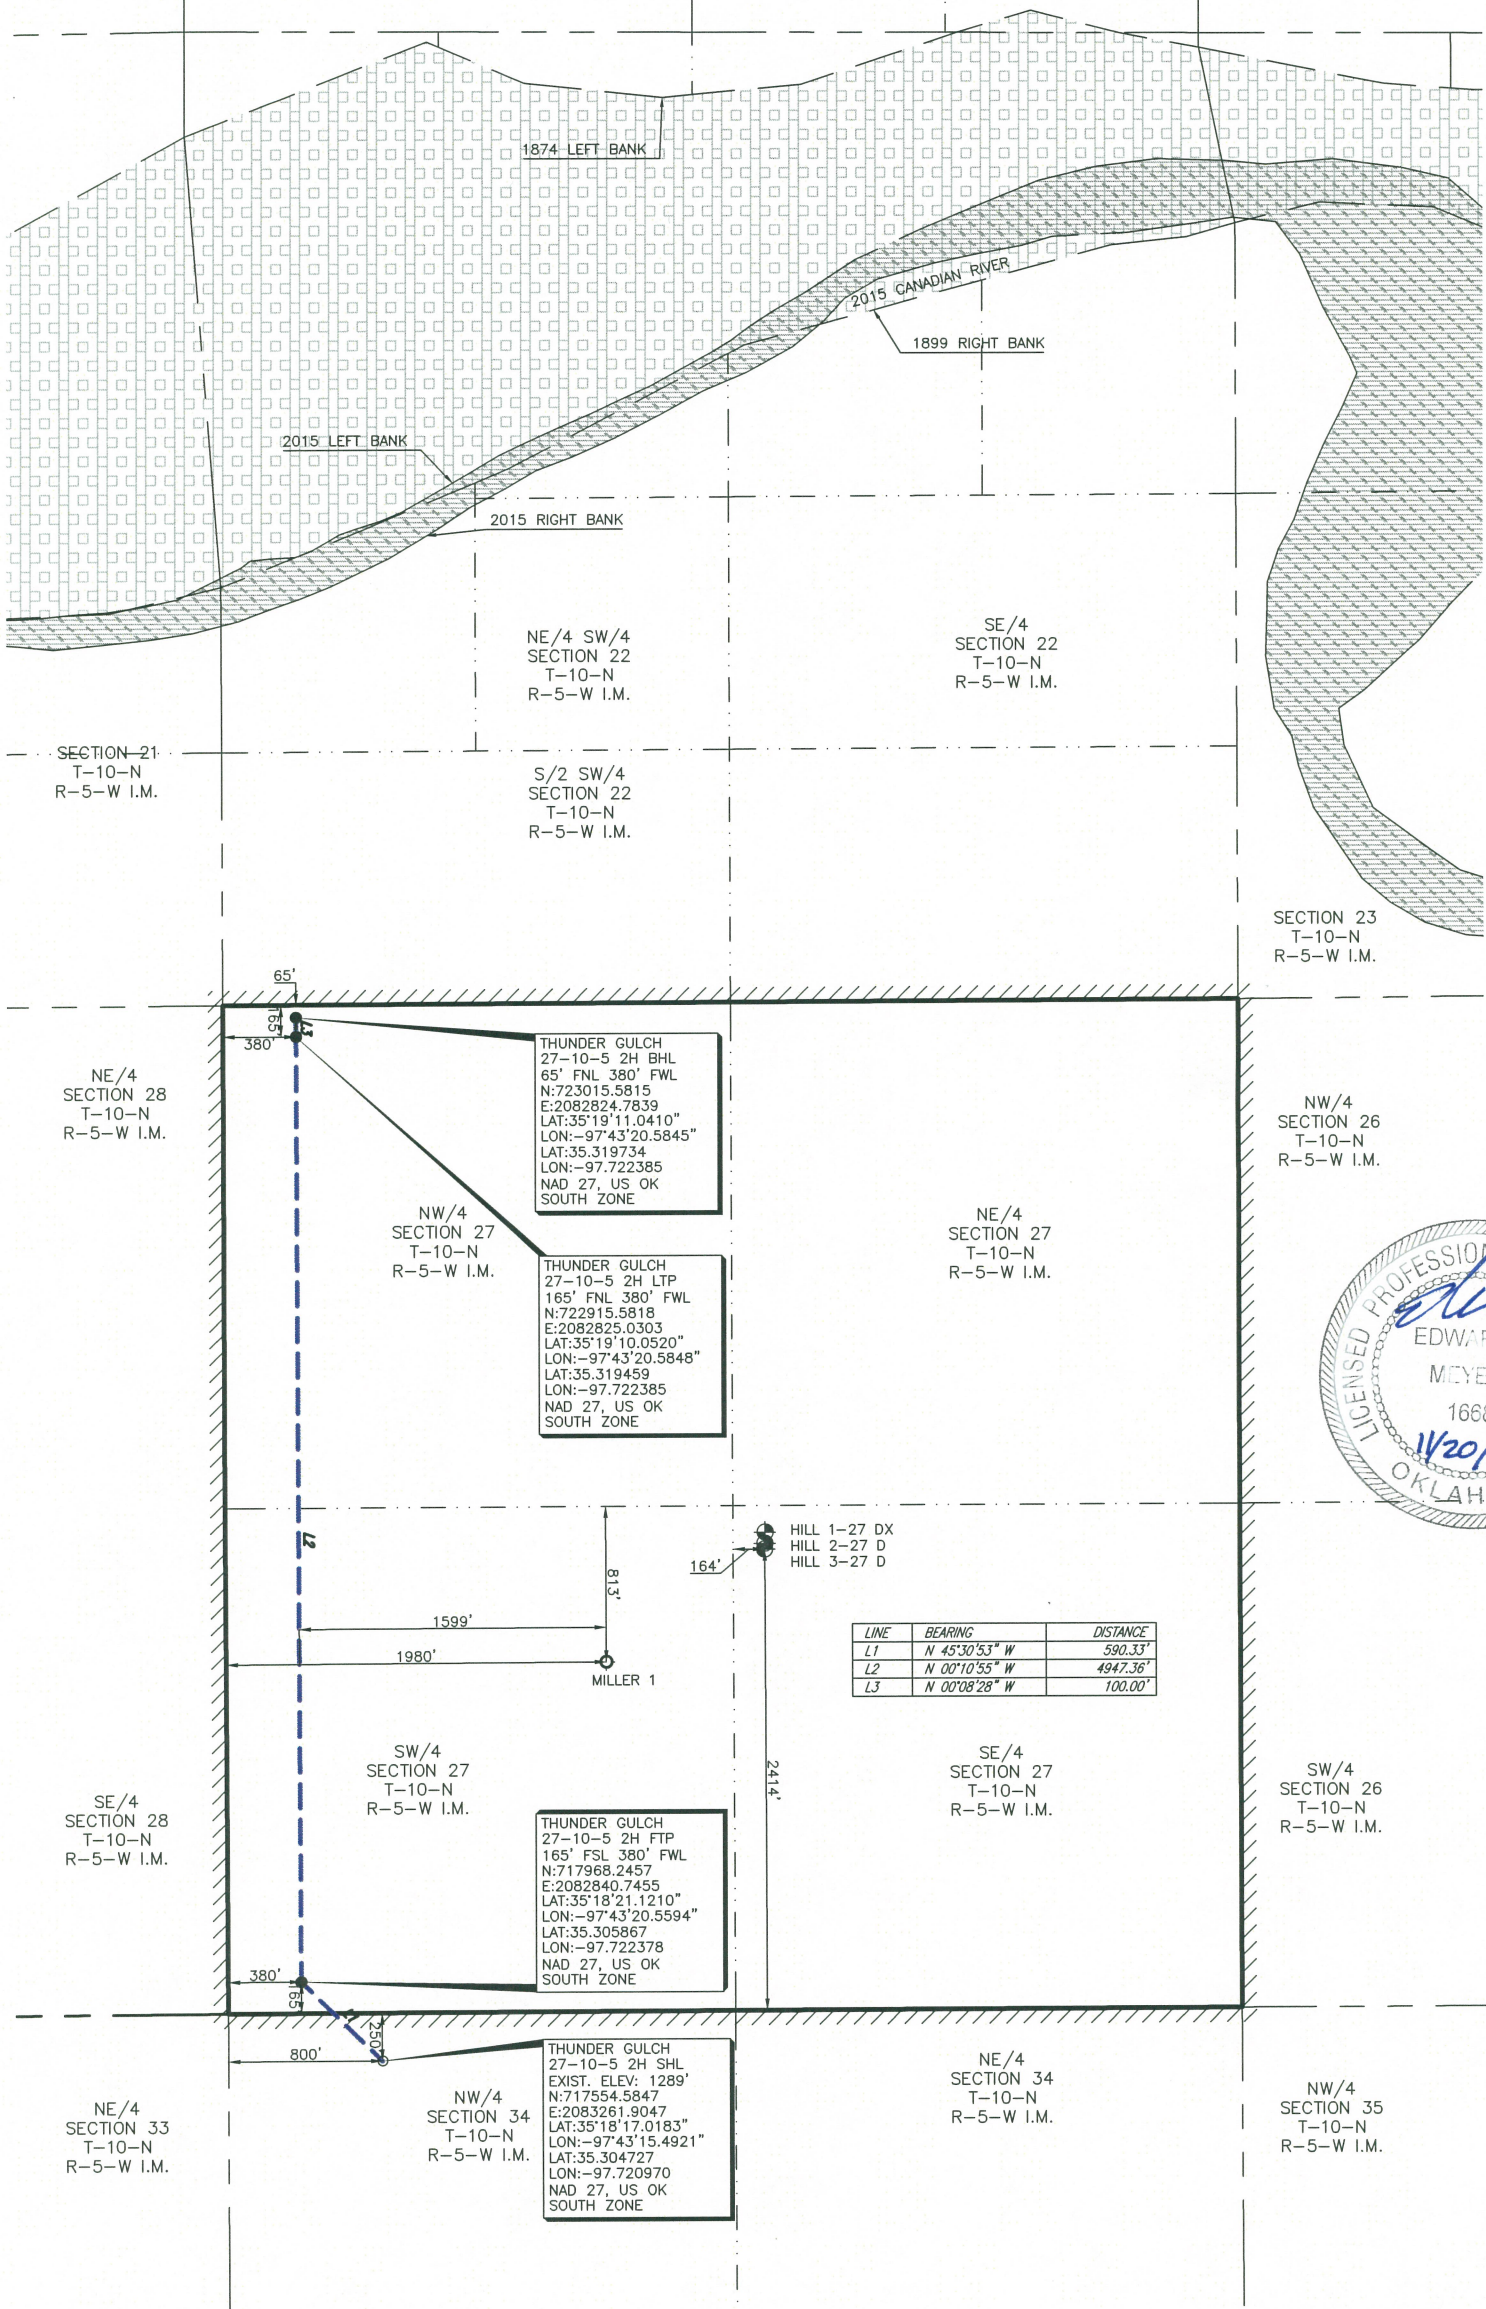 1874 LEFT BANK
2015 CANADIAN RIVER
1899 RIGHT BANK
2015 LEFT BANK
2015 RIGHT BANK
NE/4 SW/4
SECTION 22
T-10-N
R-5-W I.M.
SE/4
SECTION 22
T-10-N
R-5-W I.M.
SECTION 21
T-10-N
R-5-W I.M.
S/2 SW/4
SECTION 22
T-10-N
R-5-W I.M.
SECTION 23
T-10-N
R-5-W I.M.
65'
165'
380'
L3
THUNDER GULCH
27-10-5 2H BHL
65' FNL 380' FWL
N:723015.5815
E:2082824.7839
LAT:35°19'11.0410"
LON:-97°43'20.5845"
LAT:35.319734
LON:-97.722385
NAD 27, US OK
SOUTH ZONE
NE/4
SECTION 28
T-10-N
R-5-W I.M.
NW/4
SECTION 26
T-10-N
R-5-W I.M.
NW/4
SECTION 27
T-10-N
R-5-W I.M.
NE/4
SECTION 27
T-10-N
R-5-W I.M.
THUNDER GULCH
27-10-5 2H LTP
165' FNL 380' FWL
N:722915.5818
E:2082825.0303
LAT:35°19'10.0520"
LON:-97°43'20.5848"
LAT:35.319459
LON:-97.722385
NAD 27, US OK
SOUTH ZONE
LICENSED PROFESSION
EDWA
MEYE
166
11/20/
OKLAH
L2
HILL 1-27 DX
HILL 2-27 D
HILL 3-27 D
164'
813'
1599'
1980'
MILLER 1
LINE BEARING DISTANCE
L1 N 45°30'53" W 590.33'
L2 N 00°10'55" W 4947.36'
L3 N 00°08'28" W 100.00'
2414'
SW/4
SECTION 27
T-10-N
R-5-W I.M.
SE/4
SECTION 27
T-10-N
R-5-W I.M.
SE/4
SECTION 28
T-10-N
R-5-W I.M.
SW/4
SECTION 26
T-10-N
R-5-W I.M.
THUNDER GULCH
27-10-5 2H FTP
165' FSL 380' FWL
N:717968.2457
E:2082840.7455
LAT:35°18'21.1210"
LON:-97°43'20.5594"
LAT:35.305867
LON:-97.722378
NAD 27, US OK
SOUTH ZONE
380'
165'
L1
250'
800'
THUNDER GULCH
27-10-5 2H SHL
EXIST. ELEV: 1289'
N:717554.5847
E:2083261.9047
LAT:35°18'17.0183"
LON:-97°43'15.4921"
LAT:35.304727
LON:-97.720970
NAD 27, US OK
SOUTH ZONE
NE/4
SECTION 33
T-10-N
R-5-W I.M.
NW/4
SECTION 34
T-10-N
R-5-W I.M.
NE/4
SECTION 34
T-10-N
R-5-W I.M.
NW/4
SECTION 35
T-10-N
R-5-W I.M.